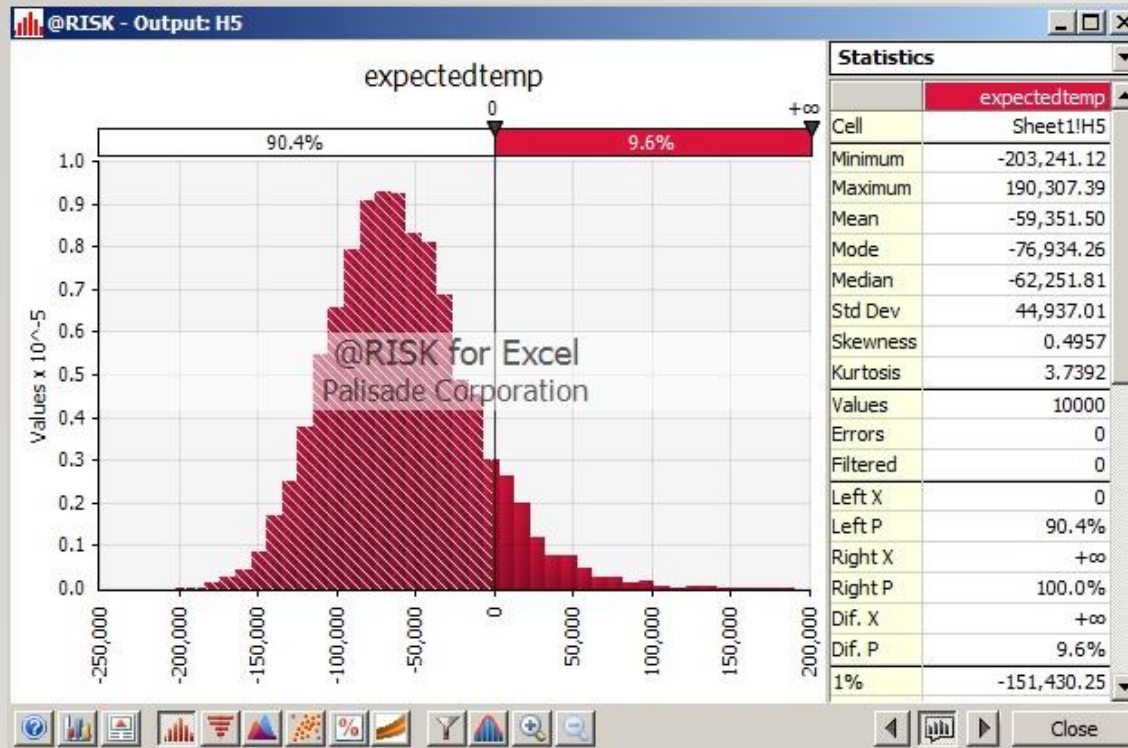 @RISK - Output: H5
expectedtemp
0 +∞
90.4% 9.6%
1.0
0.9
0.8
0.7
0.6
0.5
0.4
0.3
0.2
0.1
0.0
Values x 10^-5
@RISK for Excel
Palisade Corporation
-250,000 -200,000 -150,000 -100,000 -50,000 0 50,000 100,000 150,000 200,000
Statistics
expectedtemp
Cell Sheet1!H5
Minimum -203,241.12
Maximum 190,307.39
Mean -59,351.50
Mode -76,934.26
Median -62,251.81
Std Dev 44,937.01
Skewness 0.4957
Kurtosis 3.7392
Values 10000
Errors 0
Filtered 0
Left X 0
Left P 90.4%
Right X +∞
Right P 100.0%
Dif. X +∞
Dif. P 9.6%
1% -151,430.25
Close